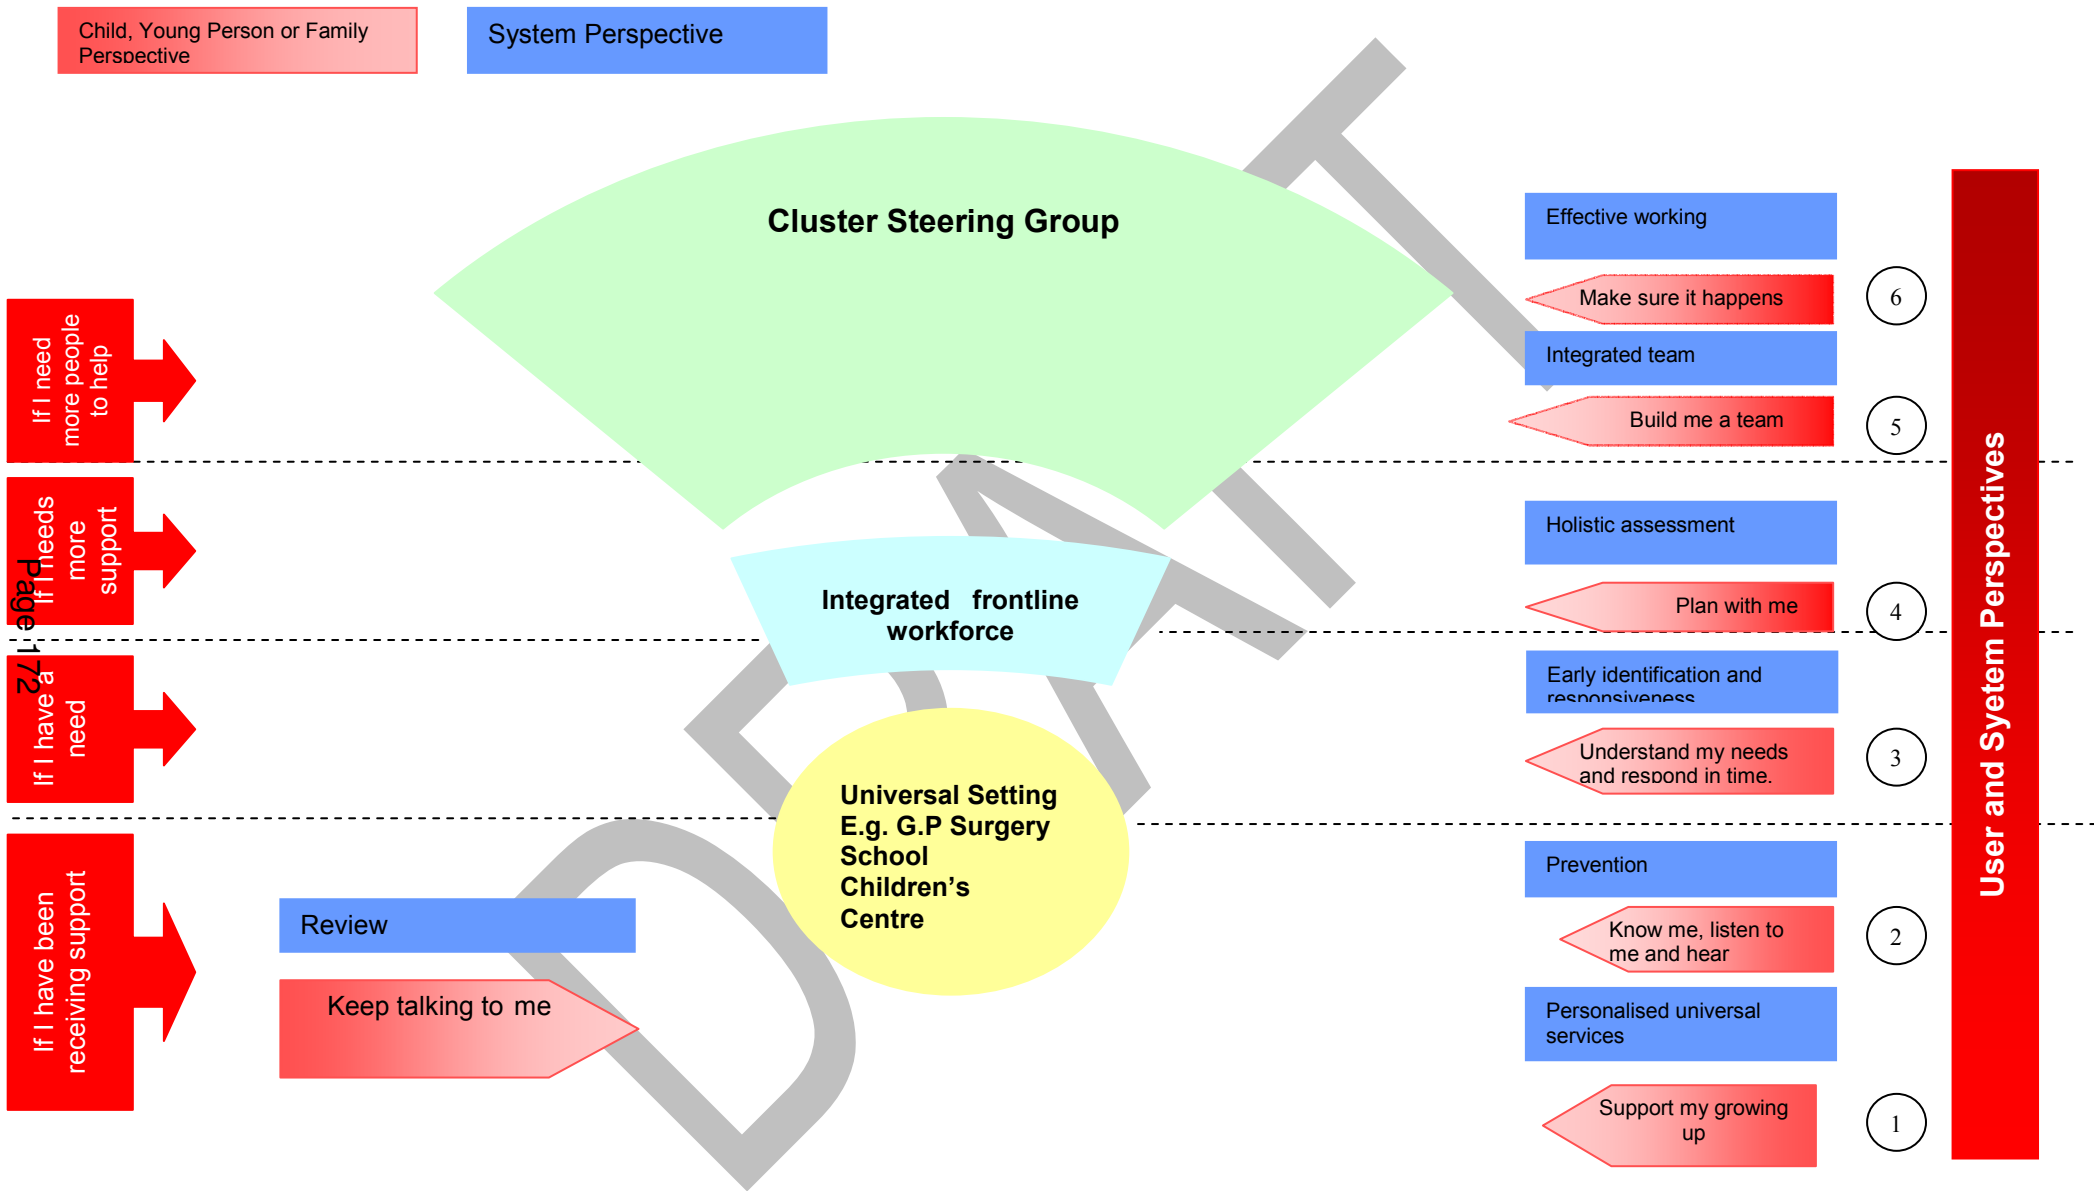 Child, Young Person or Family
Perspective
System Perspective
Cluster Steering Group
Effective working
Make sure it happens
6
Integrated team
Build me a team
5
If I need
more people
to help
Holistic assessment
Plan with me
4
If I needs
more
support
Integrated frontline
workforce
Early identification and
responsiveness
Understand my needs
and respond in time.
3
If I have a
need
Page 172
Universal Setting
E.g. G.P Surgery
School
Children's
Centre
Prevention
Know me, listen to
me and hear
2
Personalised universal
services
Support my growing
up
1
If I have been
receiving support
Review
Keep talking to me
User and Syetem Perspectives
DRAFT